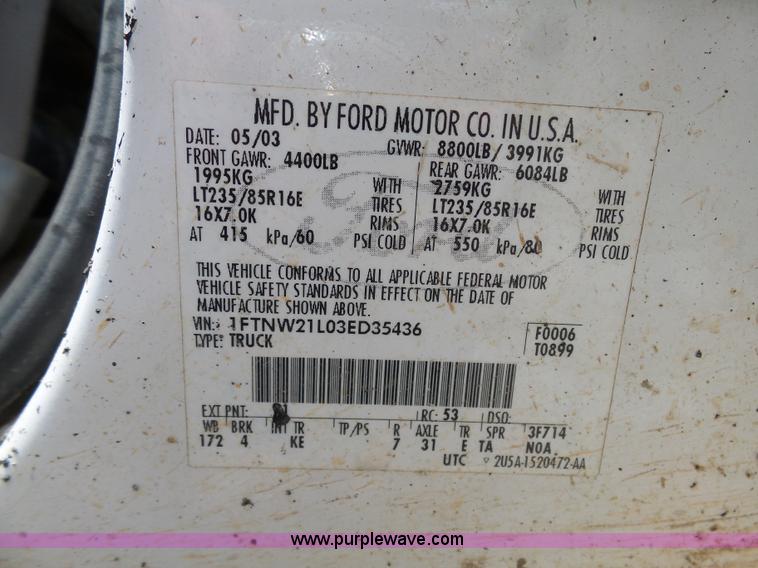 MFD. BY FORD MOTOR CO. IN U.S.A.
DATE: 05/03 GVWR: 8800LB/ 3991KG
FRONT GAWR: 4400LB REAR GAWR: 6084LB
1995KG WITH 2759KG WITH
LT235/85R16E TIRES LT235/85R16E TIRES
16X7.0K RIMS 16X7.0K RIMS
AT 415 kPa/60 PSI COLD AT 550 kPa/80 PSI COLD
Ford
THIS VEHICLE CONFORMS TO ALL APPLICABLE FEDERAL MOTOR
VEHICLE SAFETY STANDARDS IN EFFECT ON THE DATE OF
MANUFACTURE SHOWN ABOVE.
VIN: 1FTNW21L03ED35436 F0006
TYPE: TRUCK T0899
EXT PNT: RC: 53 DSO:
WB BRK INT TR TP/PS R AXLE TR SPR 3F714
172 4 KE 7 31 E TA NOA
UTC 2U5A-1520472-AA
www.purplewave.com